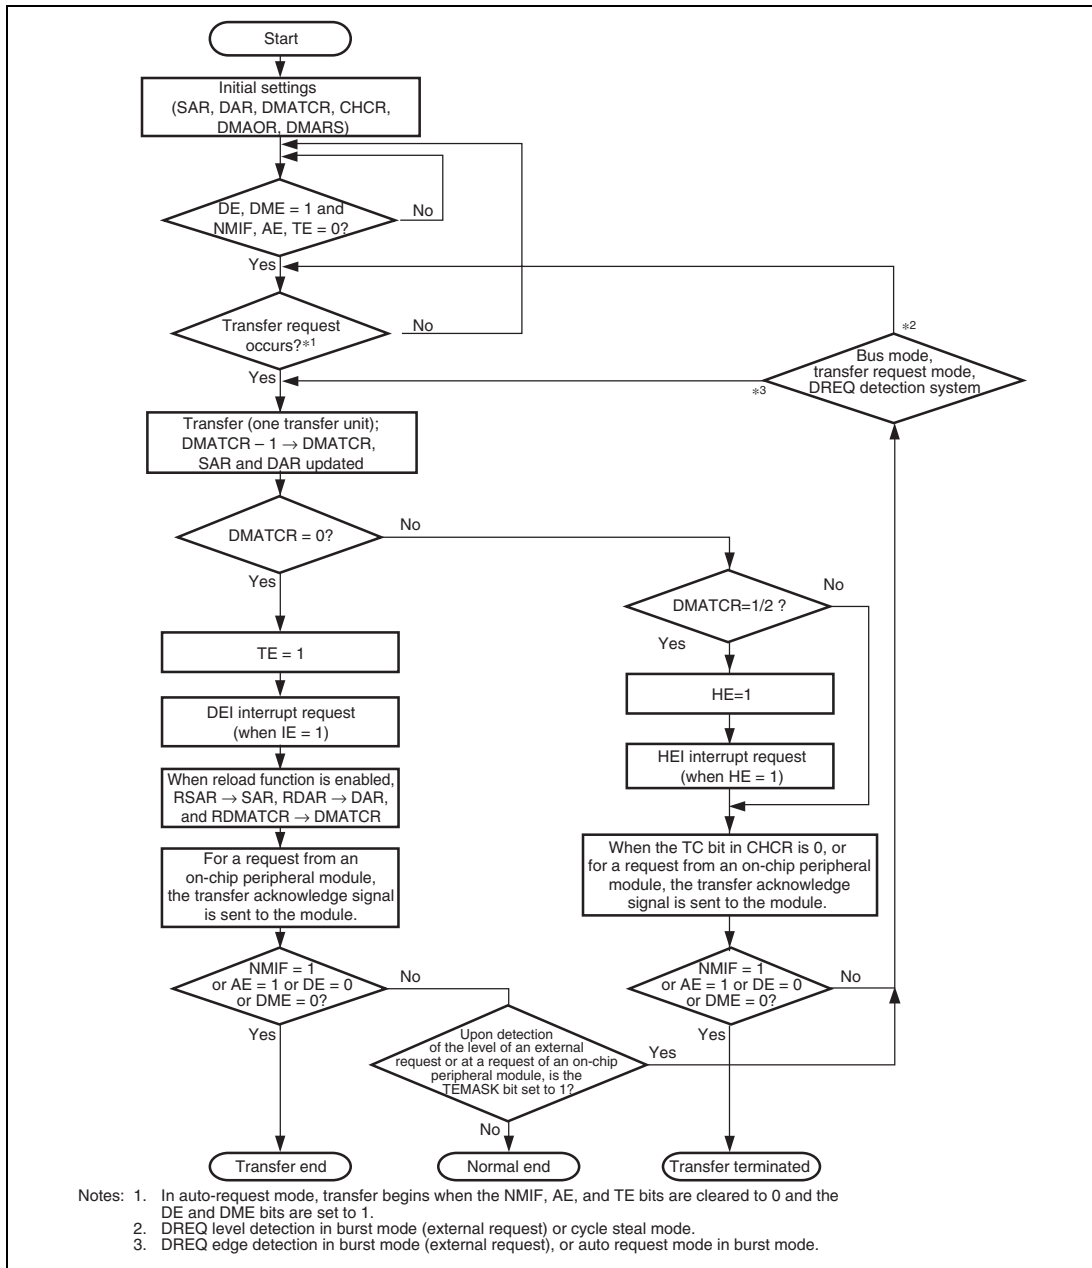 Start
Initial settings
(SAR, DAR, DMATCR, CHCR,
DMAOR, DMARS)
DE, DME = 1 and
NMIF, AE, TE = 0?
No
Yes
Transfer request
occurs?*1
No
Yes
*2
Bus mode,
transfer request mode,
DREQ detection system
*3
Transfer (one transfer unit);
DMATCR – 1 → DMATCR,
SAR and DAR updated
DMATCR = 0?
No
Yes
DMATCR=1/2 ?
No
Yes
TE = 1
HE=1
DEI interrupt request
(when IE = 1)
HEI interrupt request
(when HE = 1)
When reload function is enabled,
RSAR → SAR, RDAR → DAR,
and RDMATCR → DMATCR
For a request from an
on-chip peripheral module,
the transfer acknowledge signal
is sent to the module.
When the TC bit in CHCR is 0, or
for a request from an on-chip peripheral
module, the transfer acknowledge
signal is sent to the module.
NMIF = 1
or AE = 1 or DE = 0
or DME = 0?
No
Yes
NMIF = 1
or AE = 1 or DE = 0
or DME = 0?
No
Yes
Upon detection
of the level of an external
request or at a request of an on-chip
peripheral module, is the
TEMASK bit set to 1?
Yes
No
Transfer end
Normal end
Transfer terminated
Notes: 1. In auto-request mode, transfer begins when the NMIF, AE, and TE bits are cleared to 0 and the
DE and DME bits are set to 1.
2. DREQ level detection in burst mode (external request) or cycle steal mode.
3. DREQ edge detection in burst mode (external request), or auto request mode in burst mode.